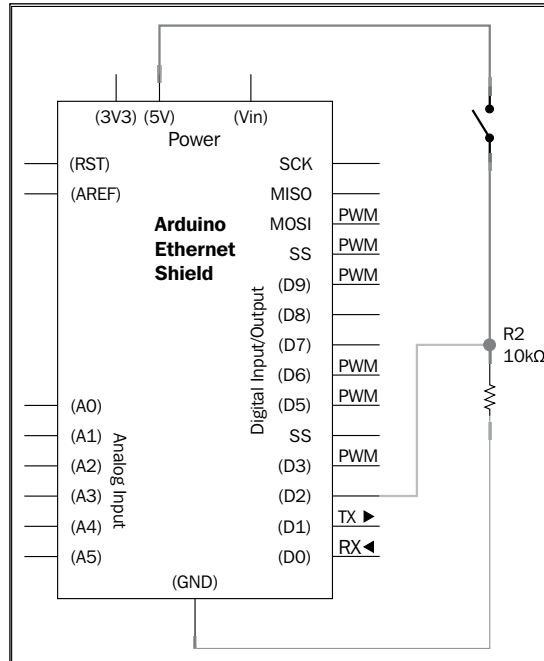 (3V3) (5V) (Vin)
Power
(RST) SCK
(AREF) MISO
Arduino
Ethernet
Shield
MOSI PWM
SS PWM
(D9) PWM
(D8)
(D7)
(D6) PWM
(D5) PWM
SS
(D3) PWM
(D2)
(D1) TX ►
(D0) RX◄
Digital Input/Output
R2
10kΩ
(A0)
(A1)
(A2)
(A3)
(A4)
(A5)
Analog Input
(GND)